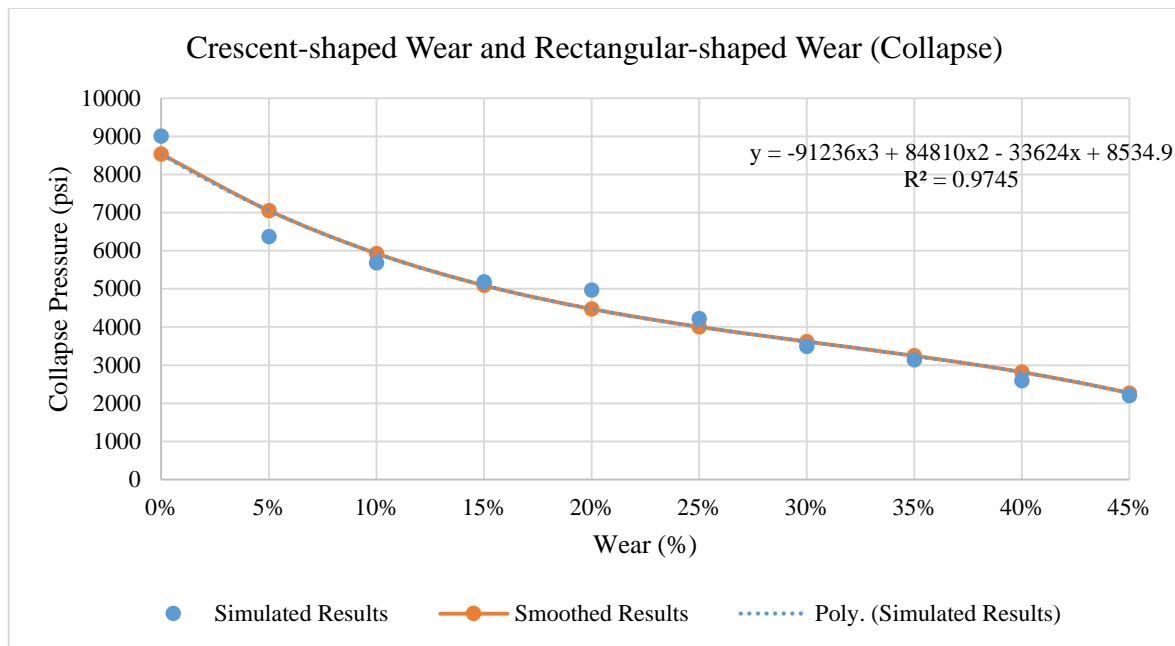 Crescent-shaped Wear and Rectangular-shaped Wear (Collapse)
10000
9000
8000
7000
6000
5000
4000
3000
2000
1000
0
Collapse Pressure (psi)
y = -91236x3 + 84810x2 - 33624x + 8534.9
R² = 0.9745
0% 5% 10% 15% 20% 25% 30% 35% 40% 45%
Wear (%)
Simulated Results Smoothed Results Poly. (Simulated Results)